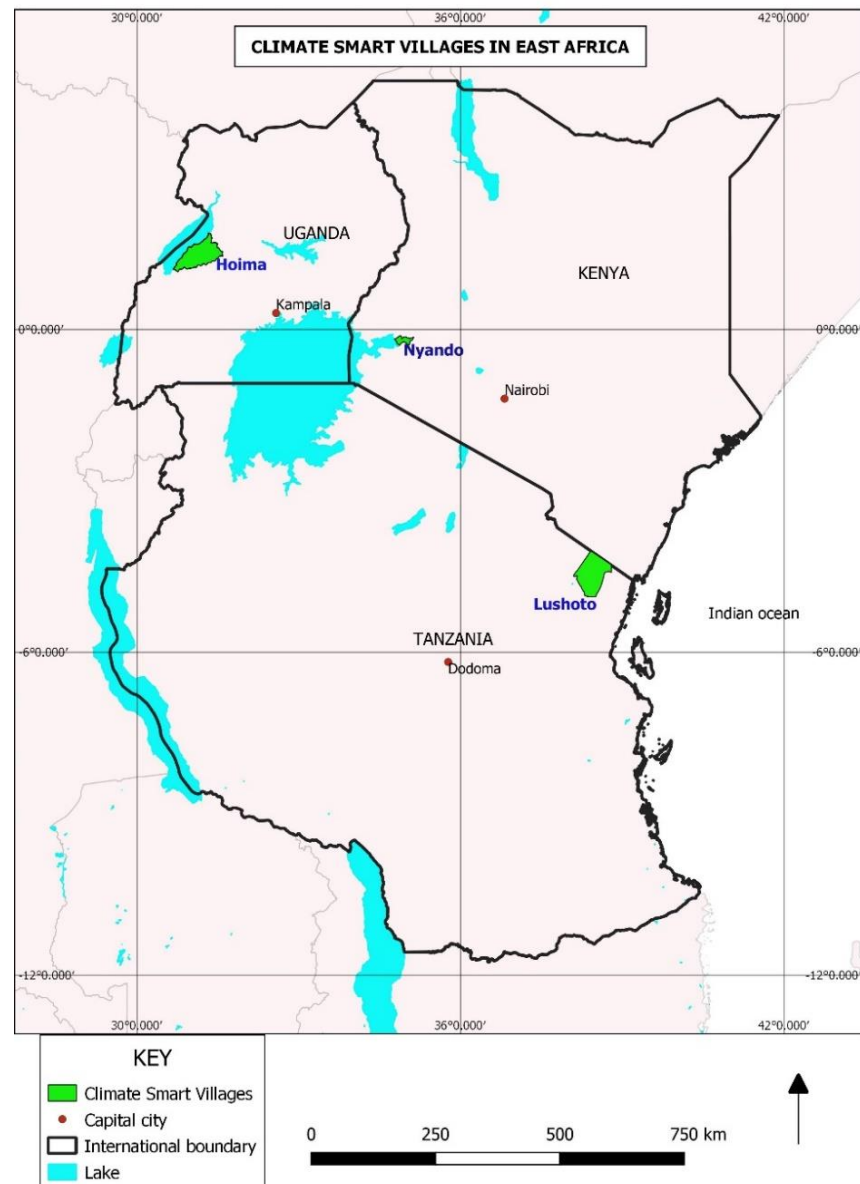 30°0.000'
42°0.000'
CLIMATE SMART VILLAGES IN EAST AFRICA
UGANDA
Hoima
KENYA
Kampala
0°0.000'
0°0.000'
Nyando
Nairobi
Lushoto
Indian ocean
TANZANIA
-6°0.000'
-6°0.000'
Dodoma
-12°0.000'
-12°0.000'
30°0.000'
36°0.000'
42°0.000'
KEY
Climate Smart Villages
Capital city
International boundary
Lake
0 250 500 750 km